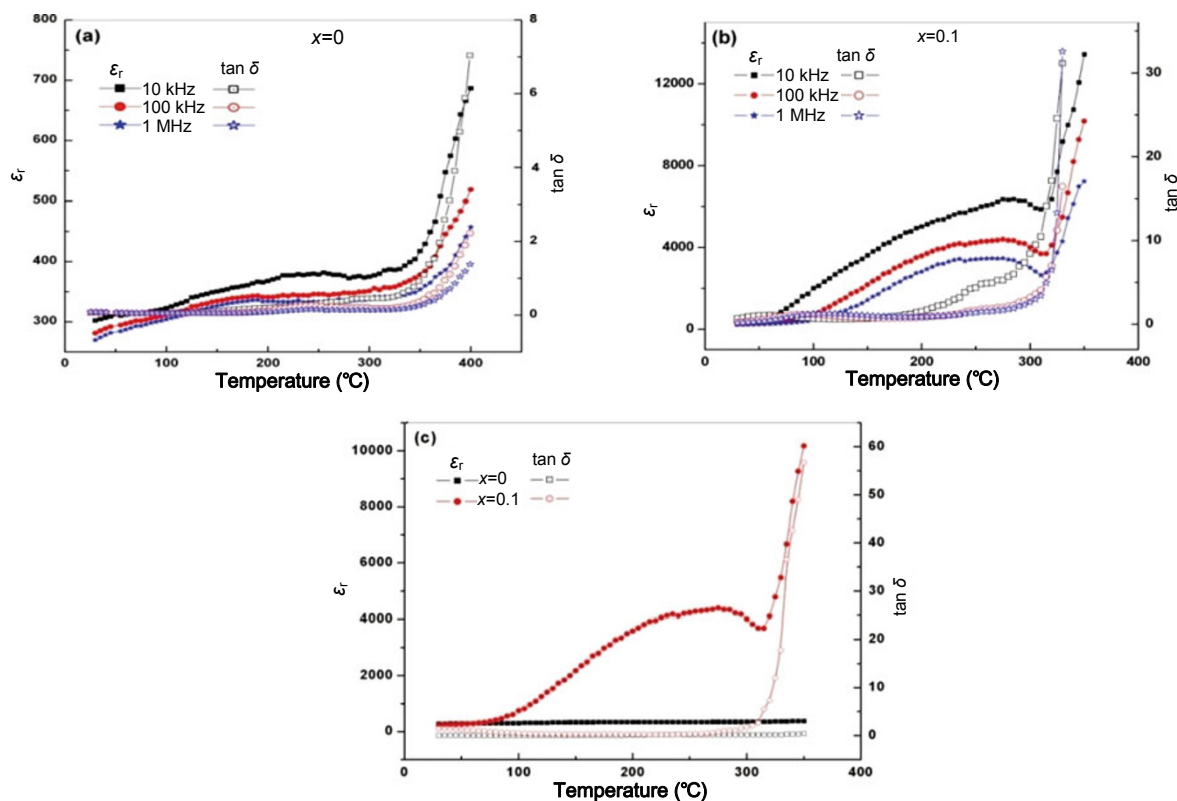 (a)
x=0
εr tan δ
10 kHz
100 kHz
1 MHz
800
700
600
500
400
300
εr
8
6
4
2
0
tan δ
0 100 200 300 400
Temperature (℃)
(b)
x=0.1
εr tan δ
10 kHz
100 kHz
1 MHz
12000
8000
4000
0
εr
30
20
10
0
tan δ
0 100 200 300 400
Temperature (℃)
(c)
εr tan δ
x=0
x=0.1
10000
8000
6000
4000
2000
0
εr
60
50
40
30
20
10
0
tan δ
0 100 200 300 400
Temperature (℃)